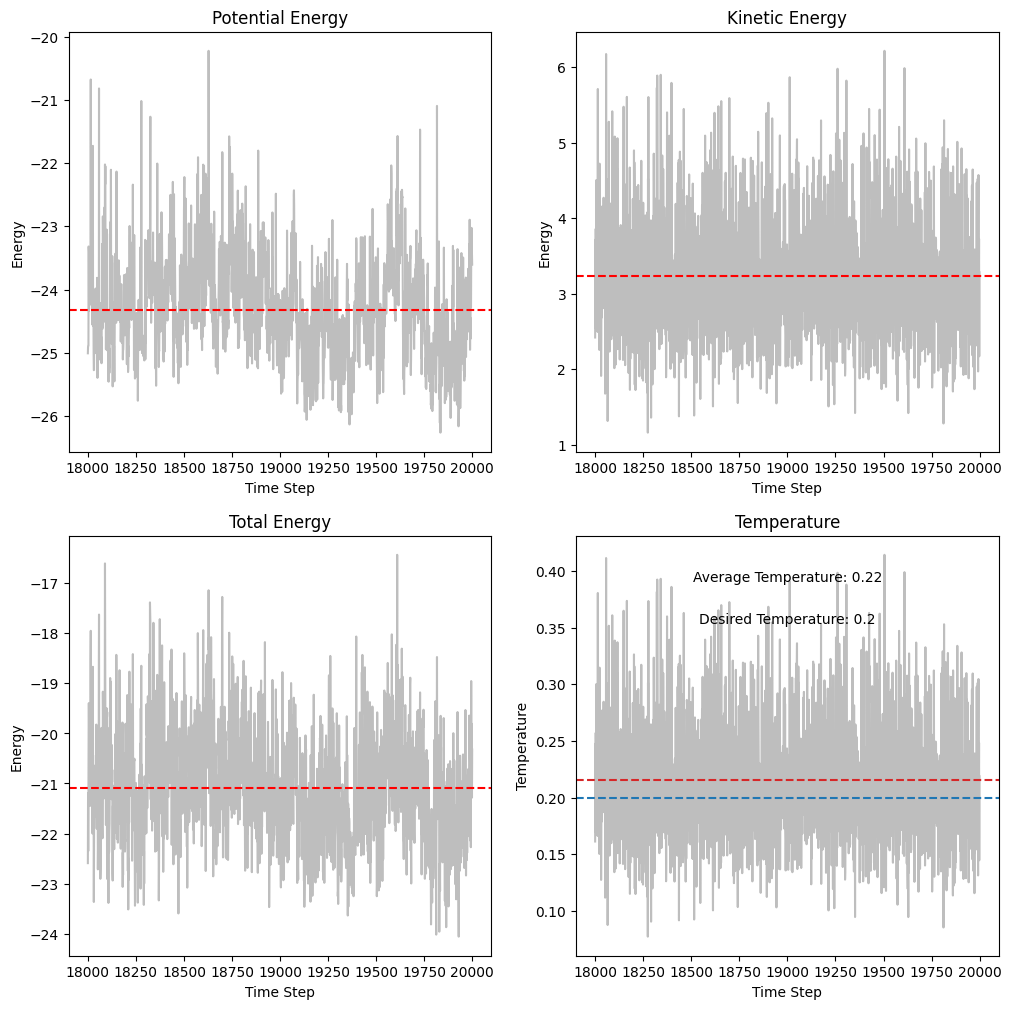 Potential Energy
Energy
−20
−21
−22
−23
−24
−25
−26
18000 18250 18500 18750 19000 19250 19500 19750 20000
Time Step
Kinetic Energy
Energy
6
5
4
3
2
1
18000 18250 18500 18750 19000 19250 19500 19750 20000
Time Step
Total Energy
Energy
−17
−18
−19
−20
−21
−22
−23
−24
18000 18250 18500 18750 19000 19250 19500 19750 20000
Time Step
Temperature
Temperature
0.40
0.35
0.30
0.25
0.20
0.15
0.10
Average Temperature: 0.22
Desired Temperature: 0.2
18000 18250 18500 18750 19000 19250 19500 19750 20000
Time Step